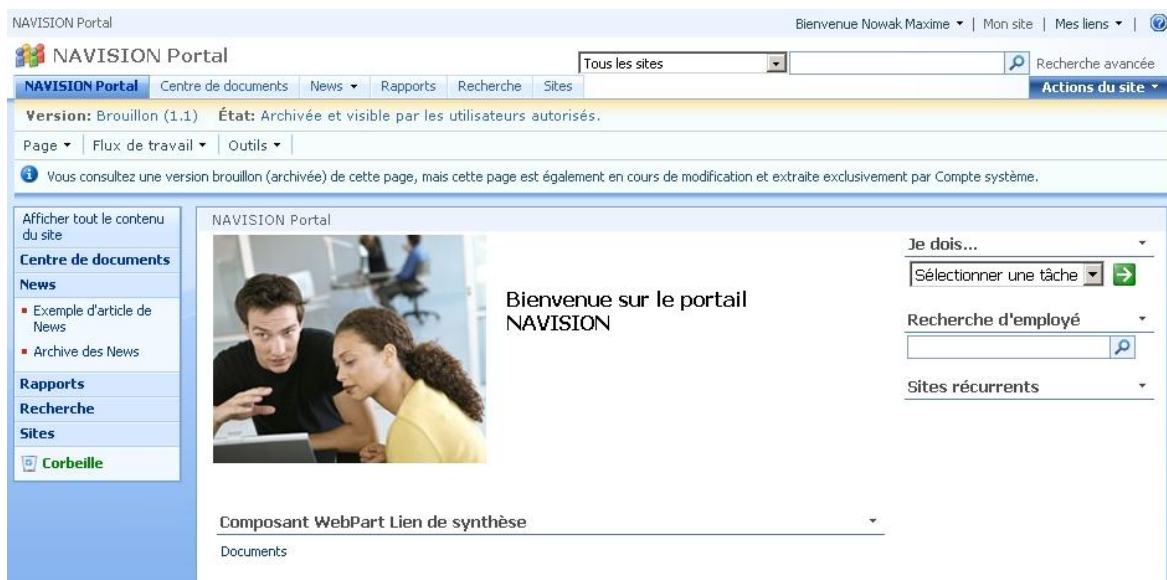 NAVISION Portal
Bienvenue Nowak Maxime | Mon site | Mes liens |
NAVISION Portal
Tous les sites
Recherche avancée
NAVISION Portal Centre de documents News Rapports Recherche Sites
Actions du site
Version: Brouillon (1.1) État: Archivée et visible par les utilisateurs autorisés.
Page Flux de travail Outils
Vous consultez une version brouillon (archivée) de cette page, mais cette page est également en cours de modification et extraite exclusivement par Compte système.
Afficher tout le contenu
du site
Centre de documents
News
Exemple d'article de
News
Archive des News
Rapports
Recherche
Sites
Corbeille
NAVISION Portal
Bienvenue sur le portail
NAVISION
Je dois...
Sélectionner une tâche
Recherche d'employé
Sites récurrents
Composant WebPart Lien de synthèse
Documents